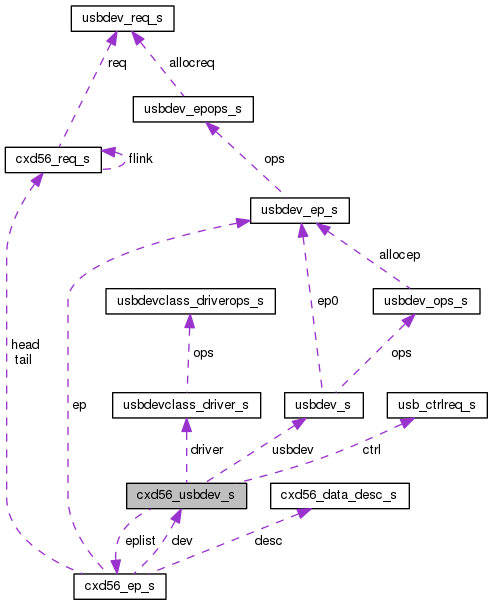 usbdev_req_s
req
allocreq
usbdev_epops_s
cxd56_req_s
flink
ops
usbdev_ep_s
allocep
usbdevclass_driverops_s
ep0
usbdev_ops_s
head
tail
ops
ops
ep
usbdevclass_driver_s
usbdev_s
usb_ctrlreq_s
driver
usbdev
ctrl
cxd56_usbdev_s
cxd56_data_desc_s
eplist
dev
desc
cxd56_ep_s